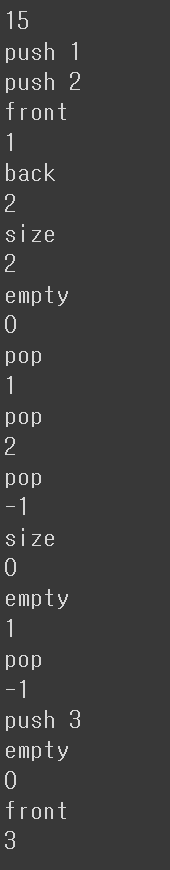 15
push 1
push 2
front
1
back
2
size
2
empty
0
pop
1
pop
2
pop
-1
size
0
empty
1
pop
-1
push 3
empty
0
front
3